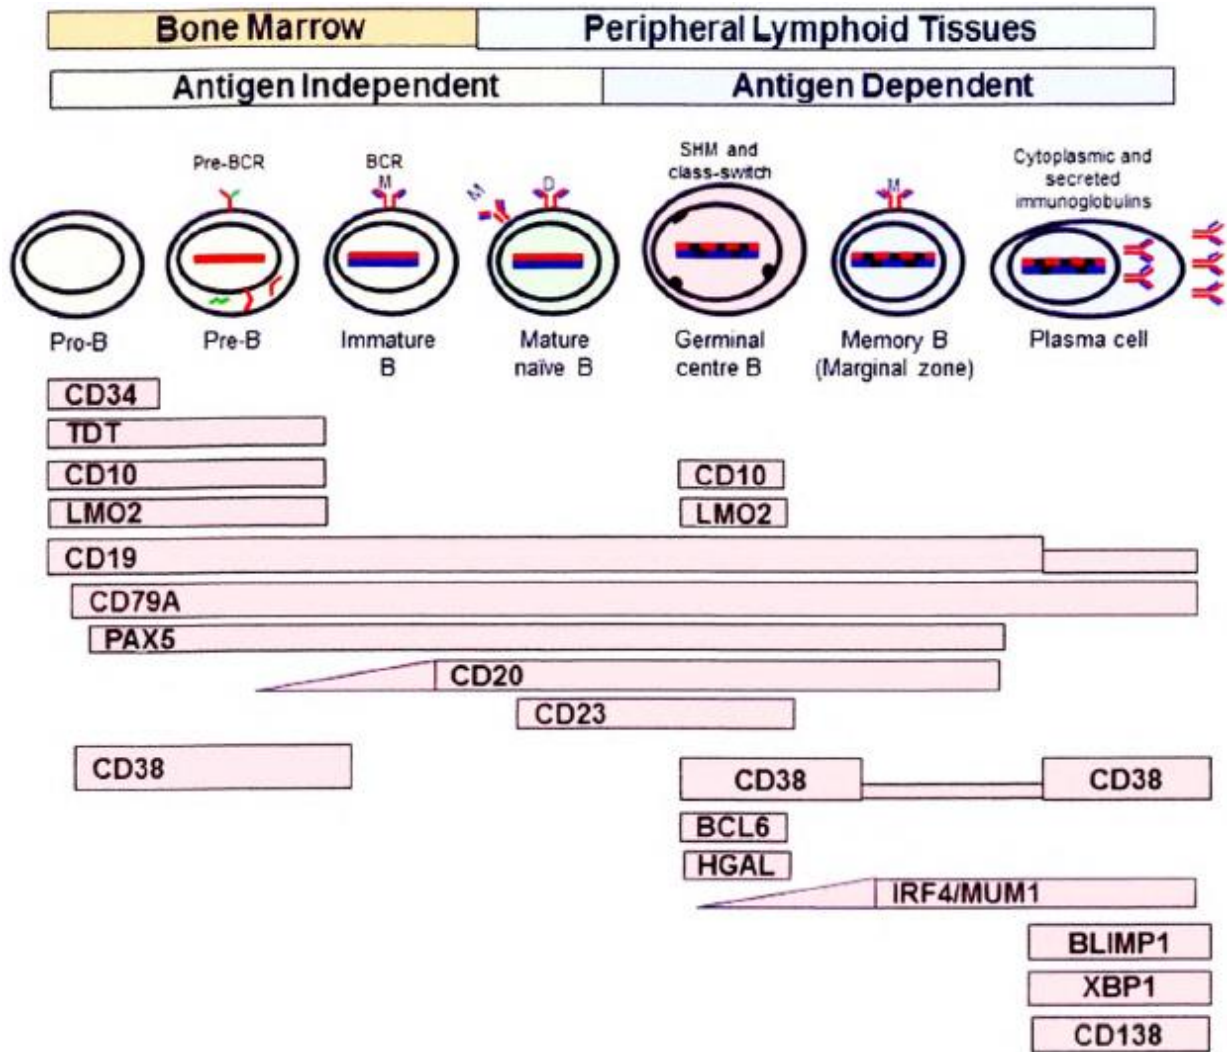 Bone Marrow
Peripheral Lymphoid Tissues
Antigen Independent
Antigen Dependent
Pre-BCR
BCR
M
M
D
SHM and
class-switch
M
Cytoplasmic and
secreted
immunoglobulins
Pro-B
Pre-B
Immature
B
Mature
naïve B
Germinal
centre B
Memory B
(Marginal zone)
Plasma cell
CD34
TDT
CD10
CD10
LMO2
LMO2
CD19
CD79A
PAX5
CD20
CD23
CD38
CD38
CD38
BCL6
HGAL
IRF4/MUM1
BLIMP1
XBP1
CD138